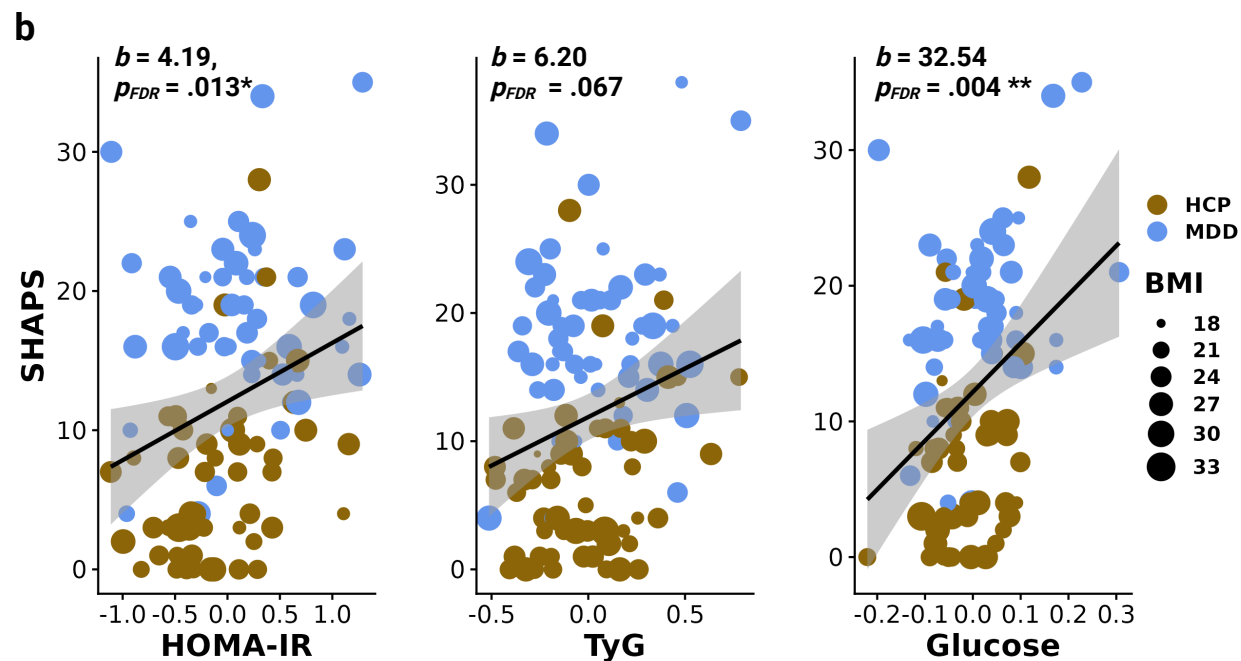 b
b = 4.19,
pFDR = .013*
b = 6.20
pFDR = .067
b = 32.54
pFDR = .004 **
SHAPS
30
20
10
0
-1.0 -0.5 0.0 0.5 1.0
HOMA-IR
30
20
10
0
-0.5 0.0 0.5
TyG
30
20
10
0
-0.2 -0.1 0.0 0.1 0.2 0.3
Glucose
HCP
MDD
BMI
18
21
24
27
30
33